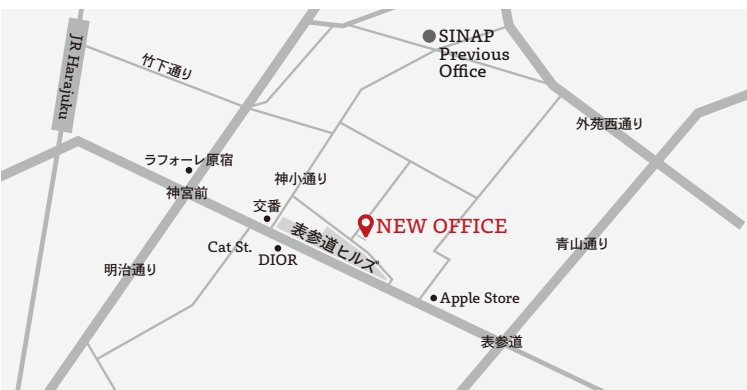 SINAP
Previous
Office
JR Harajuku
竹下通り
外苑西通り
ラフォーレ原宿
神小通り
神宮前
交番
NEW OFFICE
表参道ヒルズ
Cat St.
DIOR
青山通り
明治通り
Apple Store
表参道